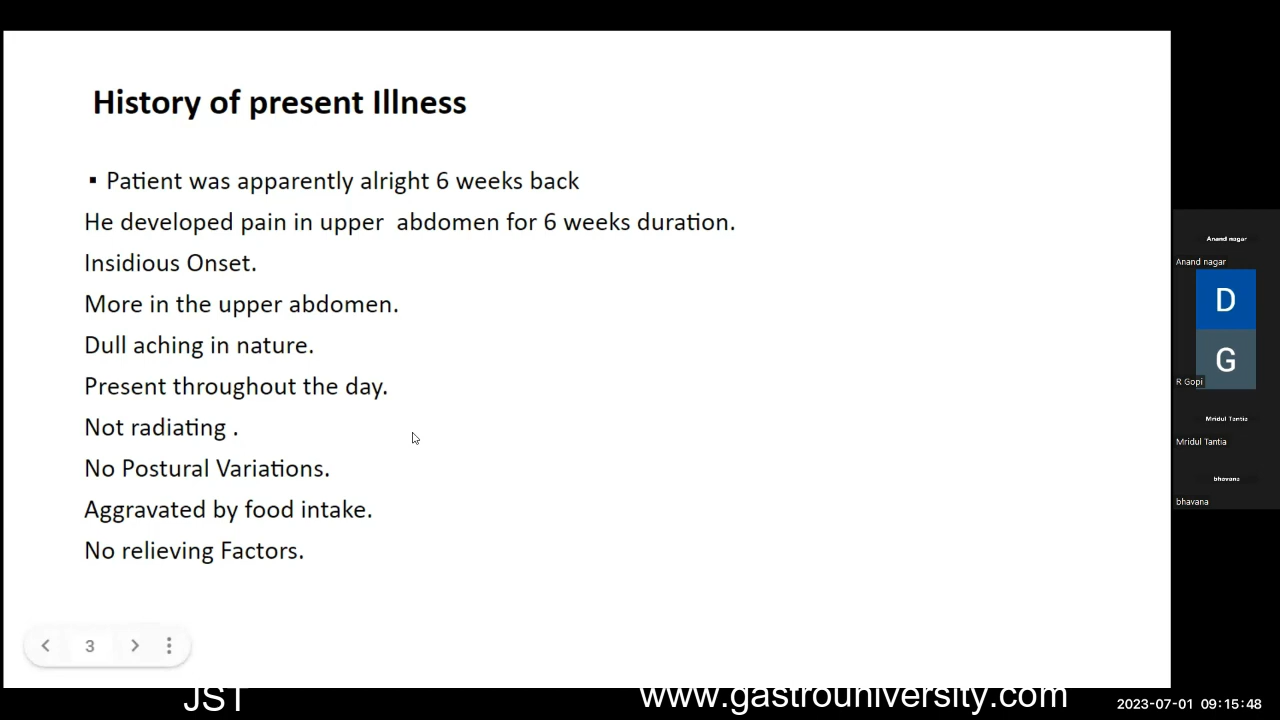 History of present Illness
▪ Patient was apparently alright 6 weeks back
He developed pain in upper  abdomen for 6 weeks duration.
Insidious Onset.
More in the upper abdomen.
Dull aching in nature.
Present throughout the day.
Not radiating .
No Postural Variations.
Aggravated by food intake.
No relieving Factors.
3
Anand nagar
Anand nagar
D
G
R Gopi
Mridul Tantia
Mridul Tantia
bhavana
bhavana
JST
www.gastrouniversity.com
2023-07-01 09:15:48